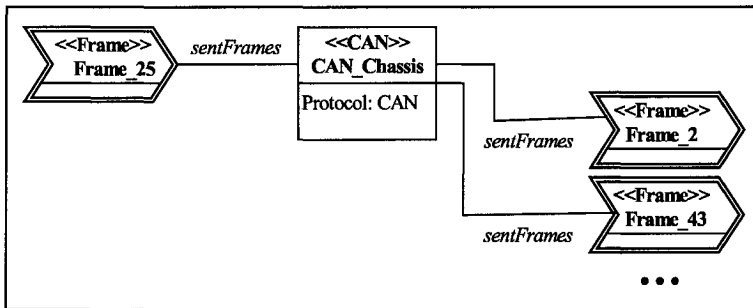 <<Frame>>
Frame_25
sentFrames
<<CAN>>
CAN_Chassis
Protocol: CAN
<<Frame>>
Frame_2
sentFrames
<<Frame>>
Frame_43
sentFrames
•••